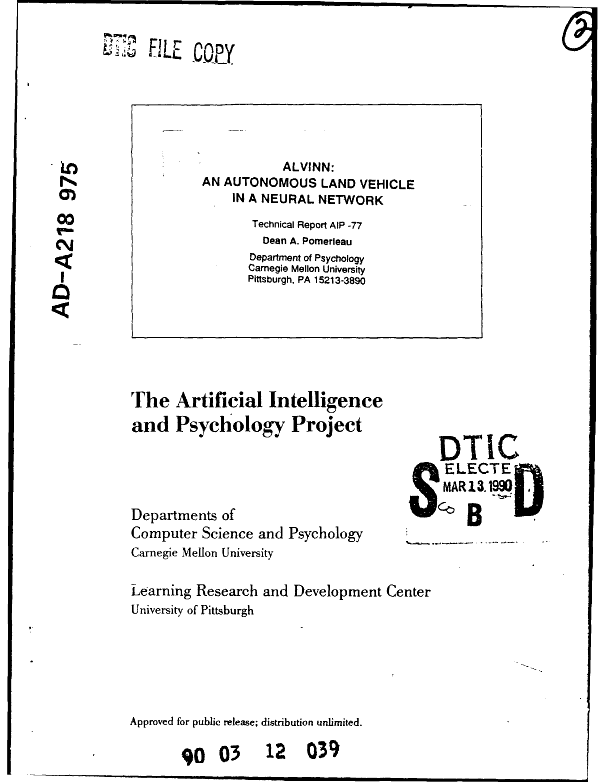 2
DTIC FILE COPY
AD-A218 975
ALVINN:
AN AUTONOMOUS LAND VEHICLE
IN A NEURAL NETWORK
Technical Report AIP -77
Dean A. Pomerleau
Department of Psychology
Carnegie Mellon University
Pittsburgh, PA 15213-3890
The Artificial Intelligence
and Psychology Project
DTIC
S ELECTE D
MAR 13.1990
B
Departments of
Computer Science and Psychology
Carnegie Mellon University
Learning Research and Development Center
University of Pittsburgh
Approved for public release; distribution unlimited.
90 03 12 039